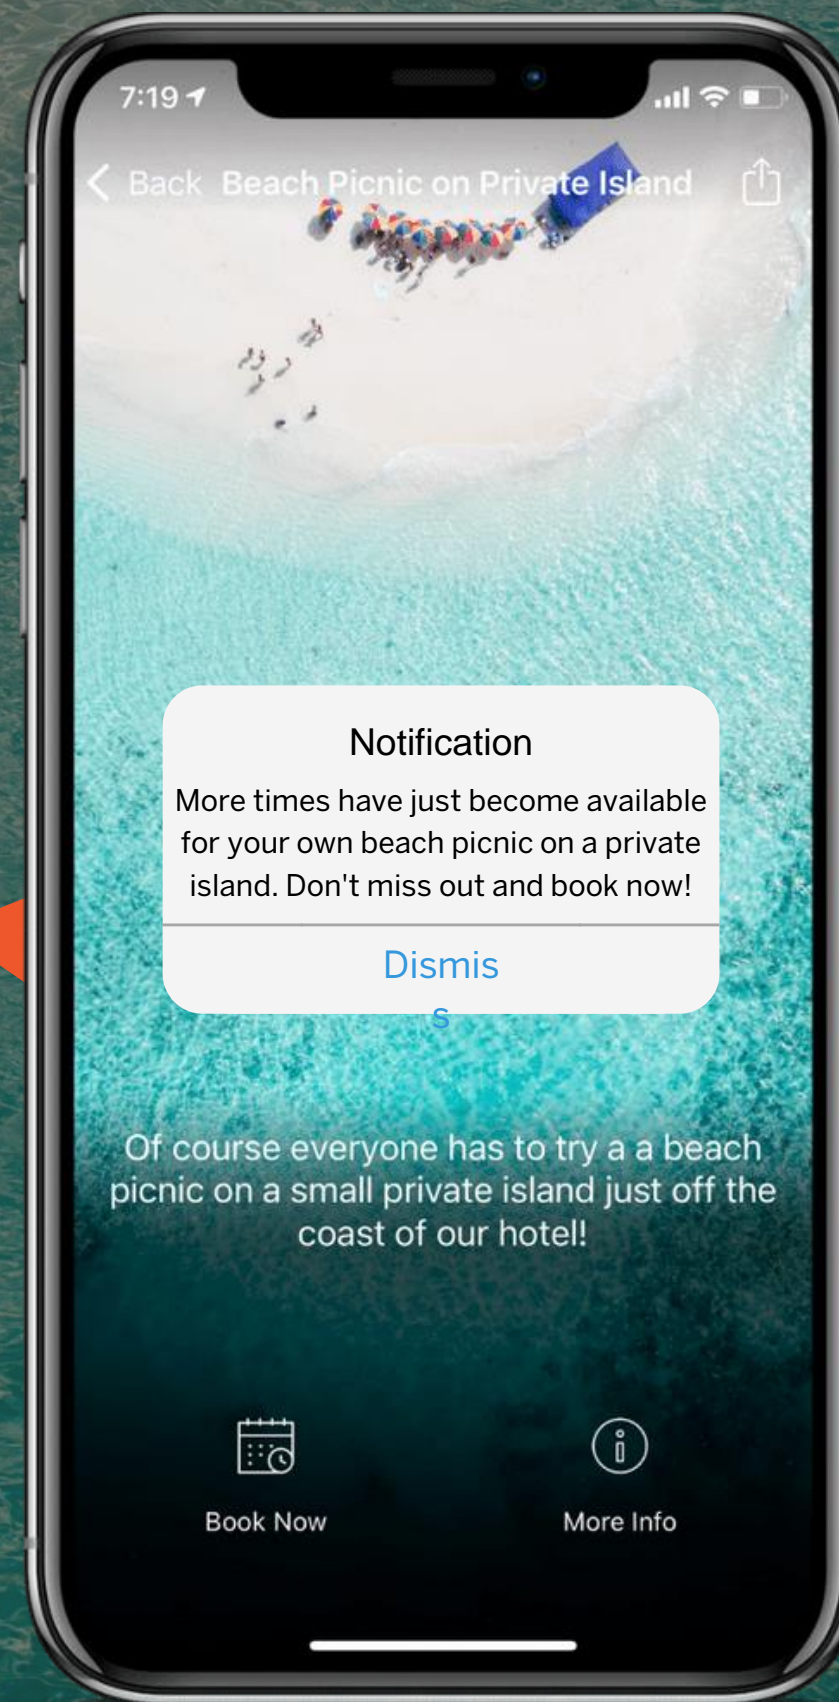 7:19
Back Beach Picnic on Private Island
Notification
More times have just become available
for your own beach picnic on a private
island. Don't miss out and book now!
Dismis
s
Of course everyone has to try a a beach
picnic on a small private island just off the
coast of our hotel!
Book Now
More Info